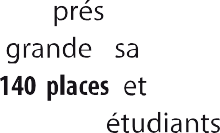 prés
grande sa
140 places et
étudiants